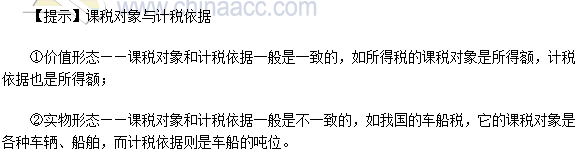 www.chinaacc.com
【提示】课税对象与计税依据
①价值形态——课税对象和计税依据一般是一致的，如所得税的课税对象是所得额，计税
依据也是所得额；
②实物形态——课税对象和计税依据一般是不一致的，如我国的车船税，它的课税对象是
各种车辆、船舶，而计税依据则是车船的吨位。